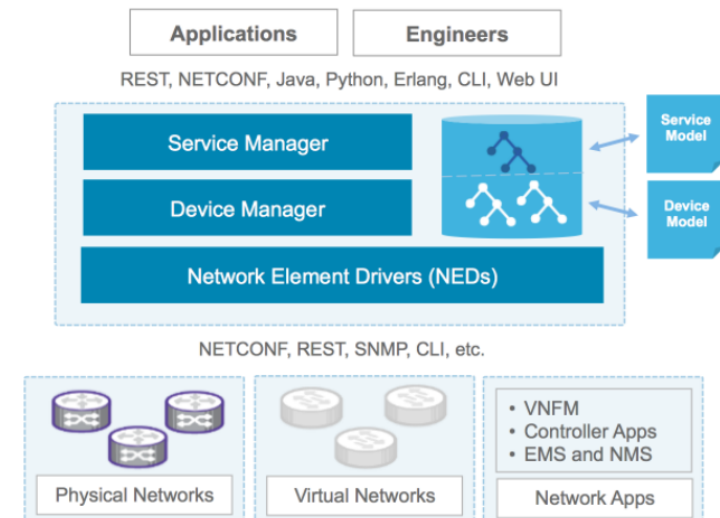 Applications
Engineers
REST, NETCONF, Java, Python, Erlang, CLI, Web UI
Service Manager
Service
Model
Device Manager
Device
Model
Network Element Drivers (NEDs)
NETCONF, REST, SNMP, CLI, etc.
• VNFM
• Controller Apps
• EMS and NMS
Physical Networks
Virtual Networks
Network Apps